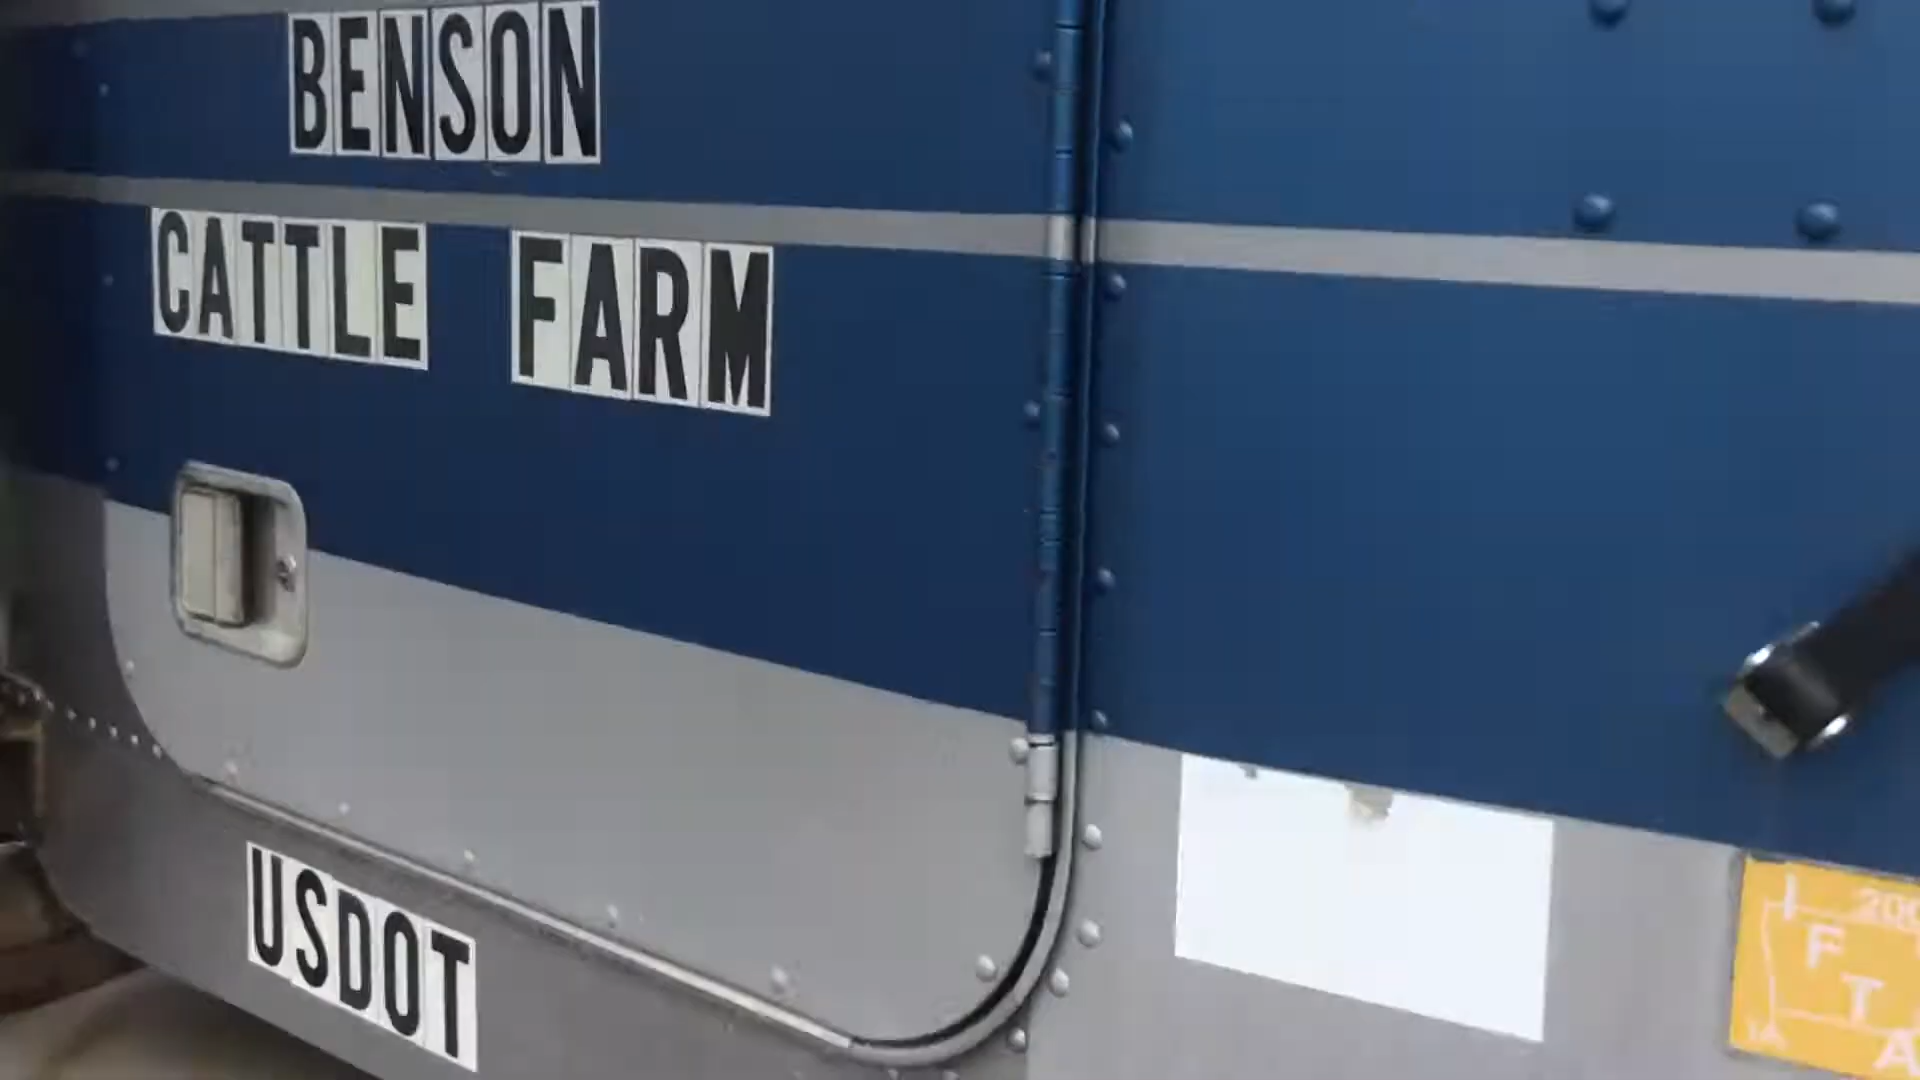 BENSON
CATTLE FARM
USDOT
F
T
A